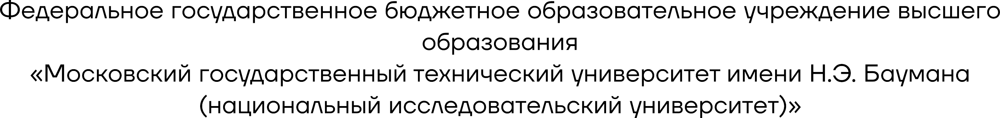 Федеральное государственное бюджетное образовательное учреждение высшего
образования
«Московский государственный технический университет имени Н.Э. Баумана
(национальный исследовательский университет)»